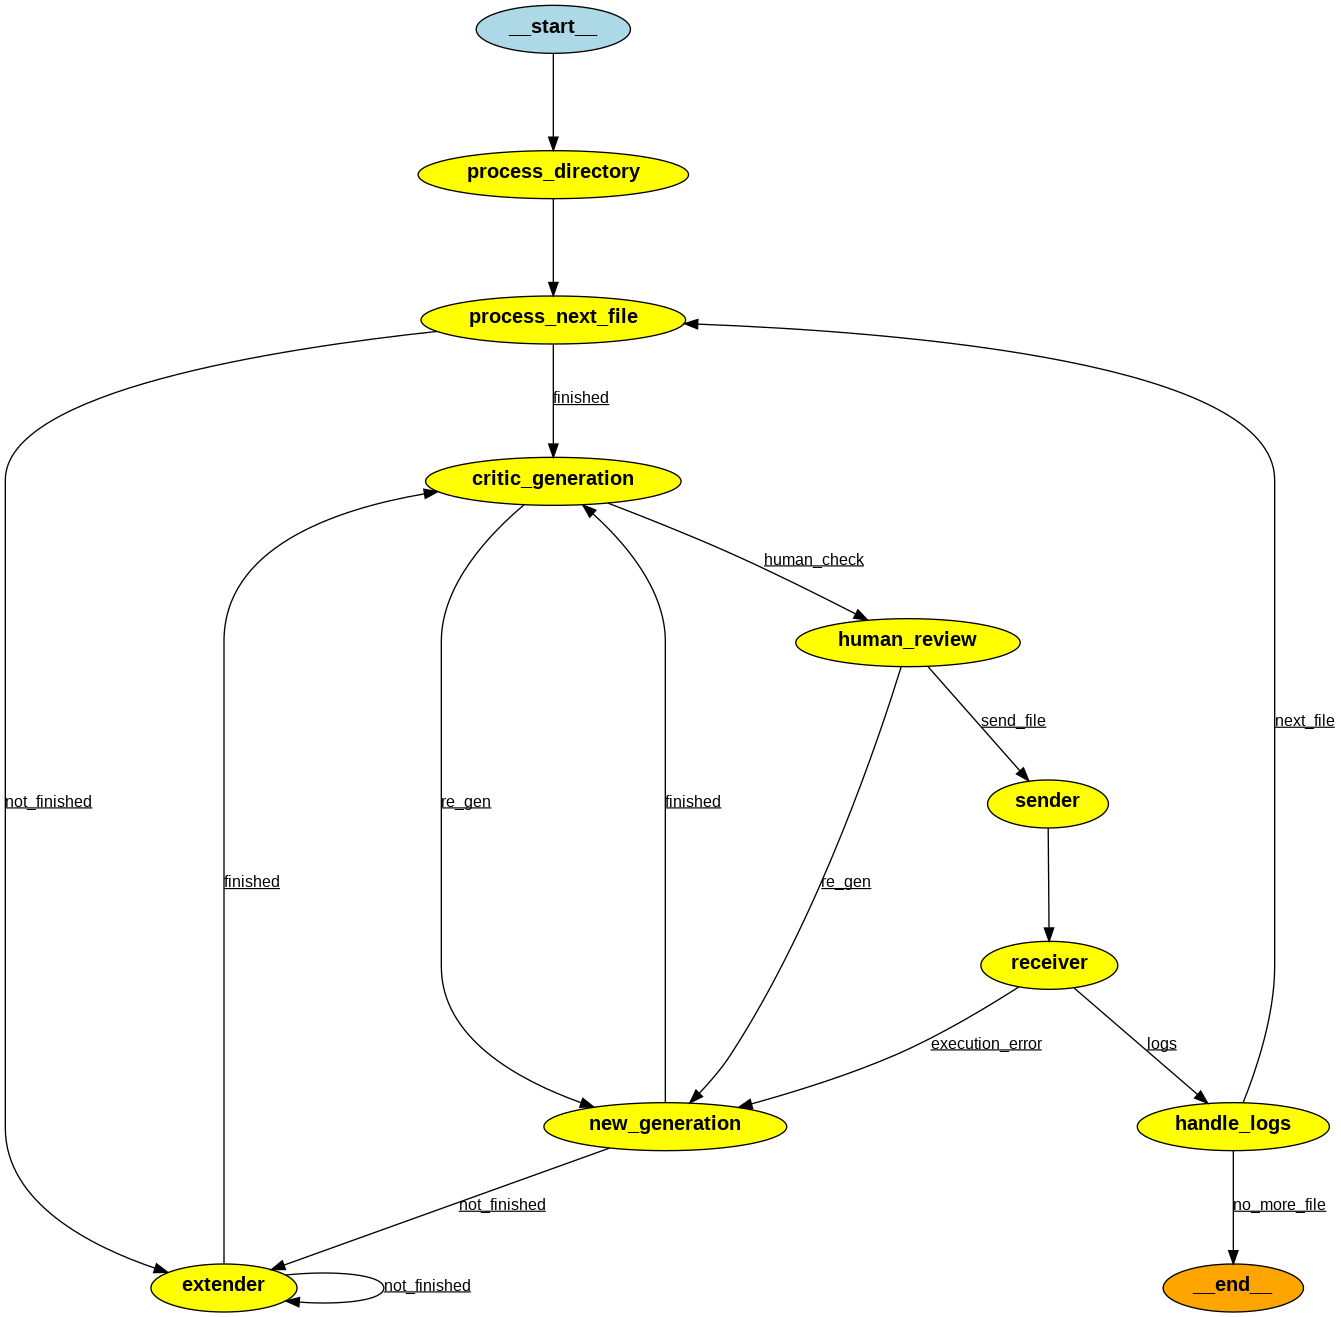 __start__
process_directory
process_next_file
finished
critic_generation
human_check
human_review
send_file
next_file
not_finished
re_gen
finished
sender
finished
re_gen
receiver
execution_error
logs
new_generation
handle_logs
not_finished
no_more_file
extender
not_finished
__end__